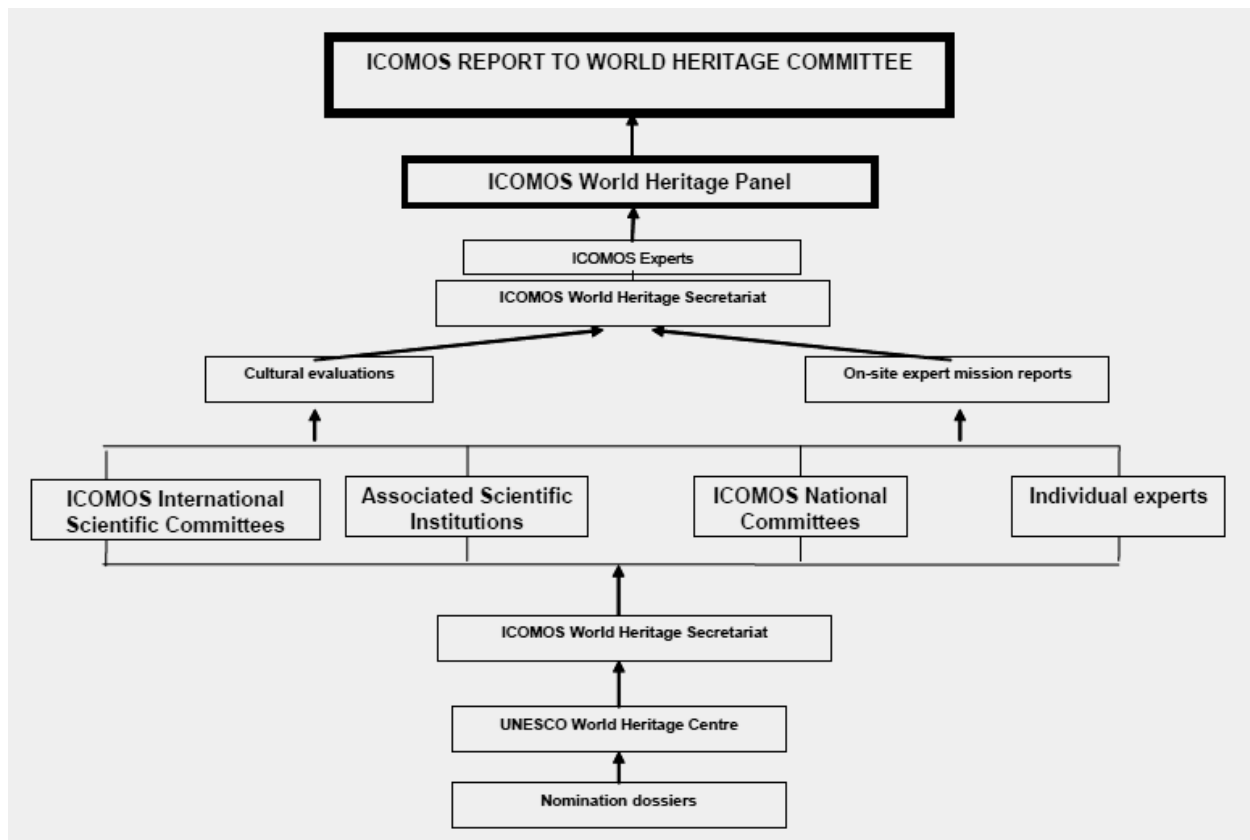 ICOMOS REPORT TO WORLD HERITAGE COMMITTEE
ICOMOS World Heritage Panel
ICOMOS Experts
ICOMOS World Heritage Secretariat
Cultural evaluations
On-site expert mission reports
ICOMOS International
Scientific Committees
Associated Scientific
Institutions
ICOMOS National
Committees
Individual experts
ICOMOS World Heritage Secretariat
UNESCO World Heritage Centre
Nomination dossiers